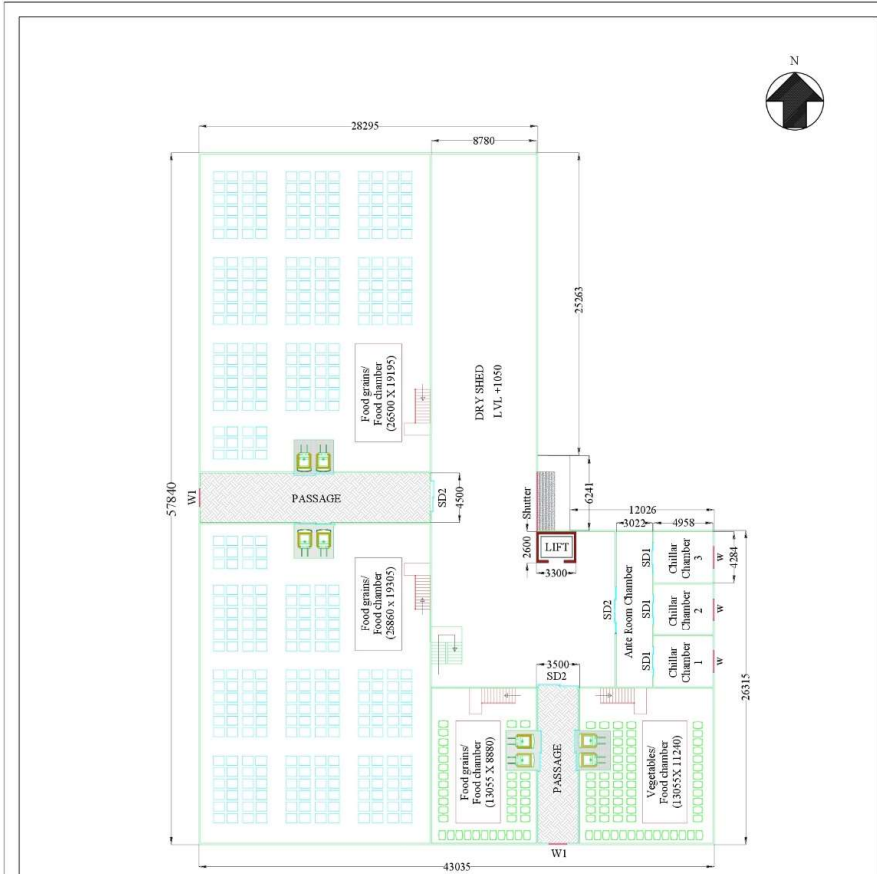 N
28295
8780
57840
25263
Food grains/
Food chamber
(26500 X 19195)
DRY SHED
LVL +1050
W1
PASSAGE
SD2
4500
Shutter
6241
12026
3022
4958
2600
LIFT
3300
SD2
Ante Room Chamber
SD1
Chillar
Chamber
3
W
4284
SD1
Chillar
Chamber
2
W
SD1
Chillar
Chamber
1
W
Food grains/
Food chamber
(26860 x 19305)
3500
SD2
26315
Food grains/
Food chamber
(13055 X 8880)
PASSAGE
Vegetables/
Food chamber
(13055X 11240)
W1
43035